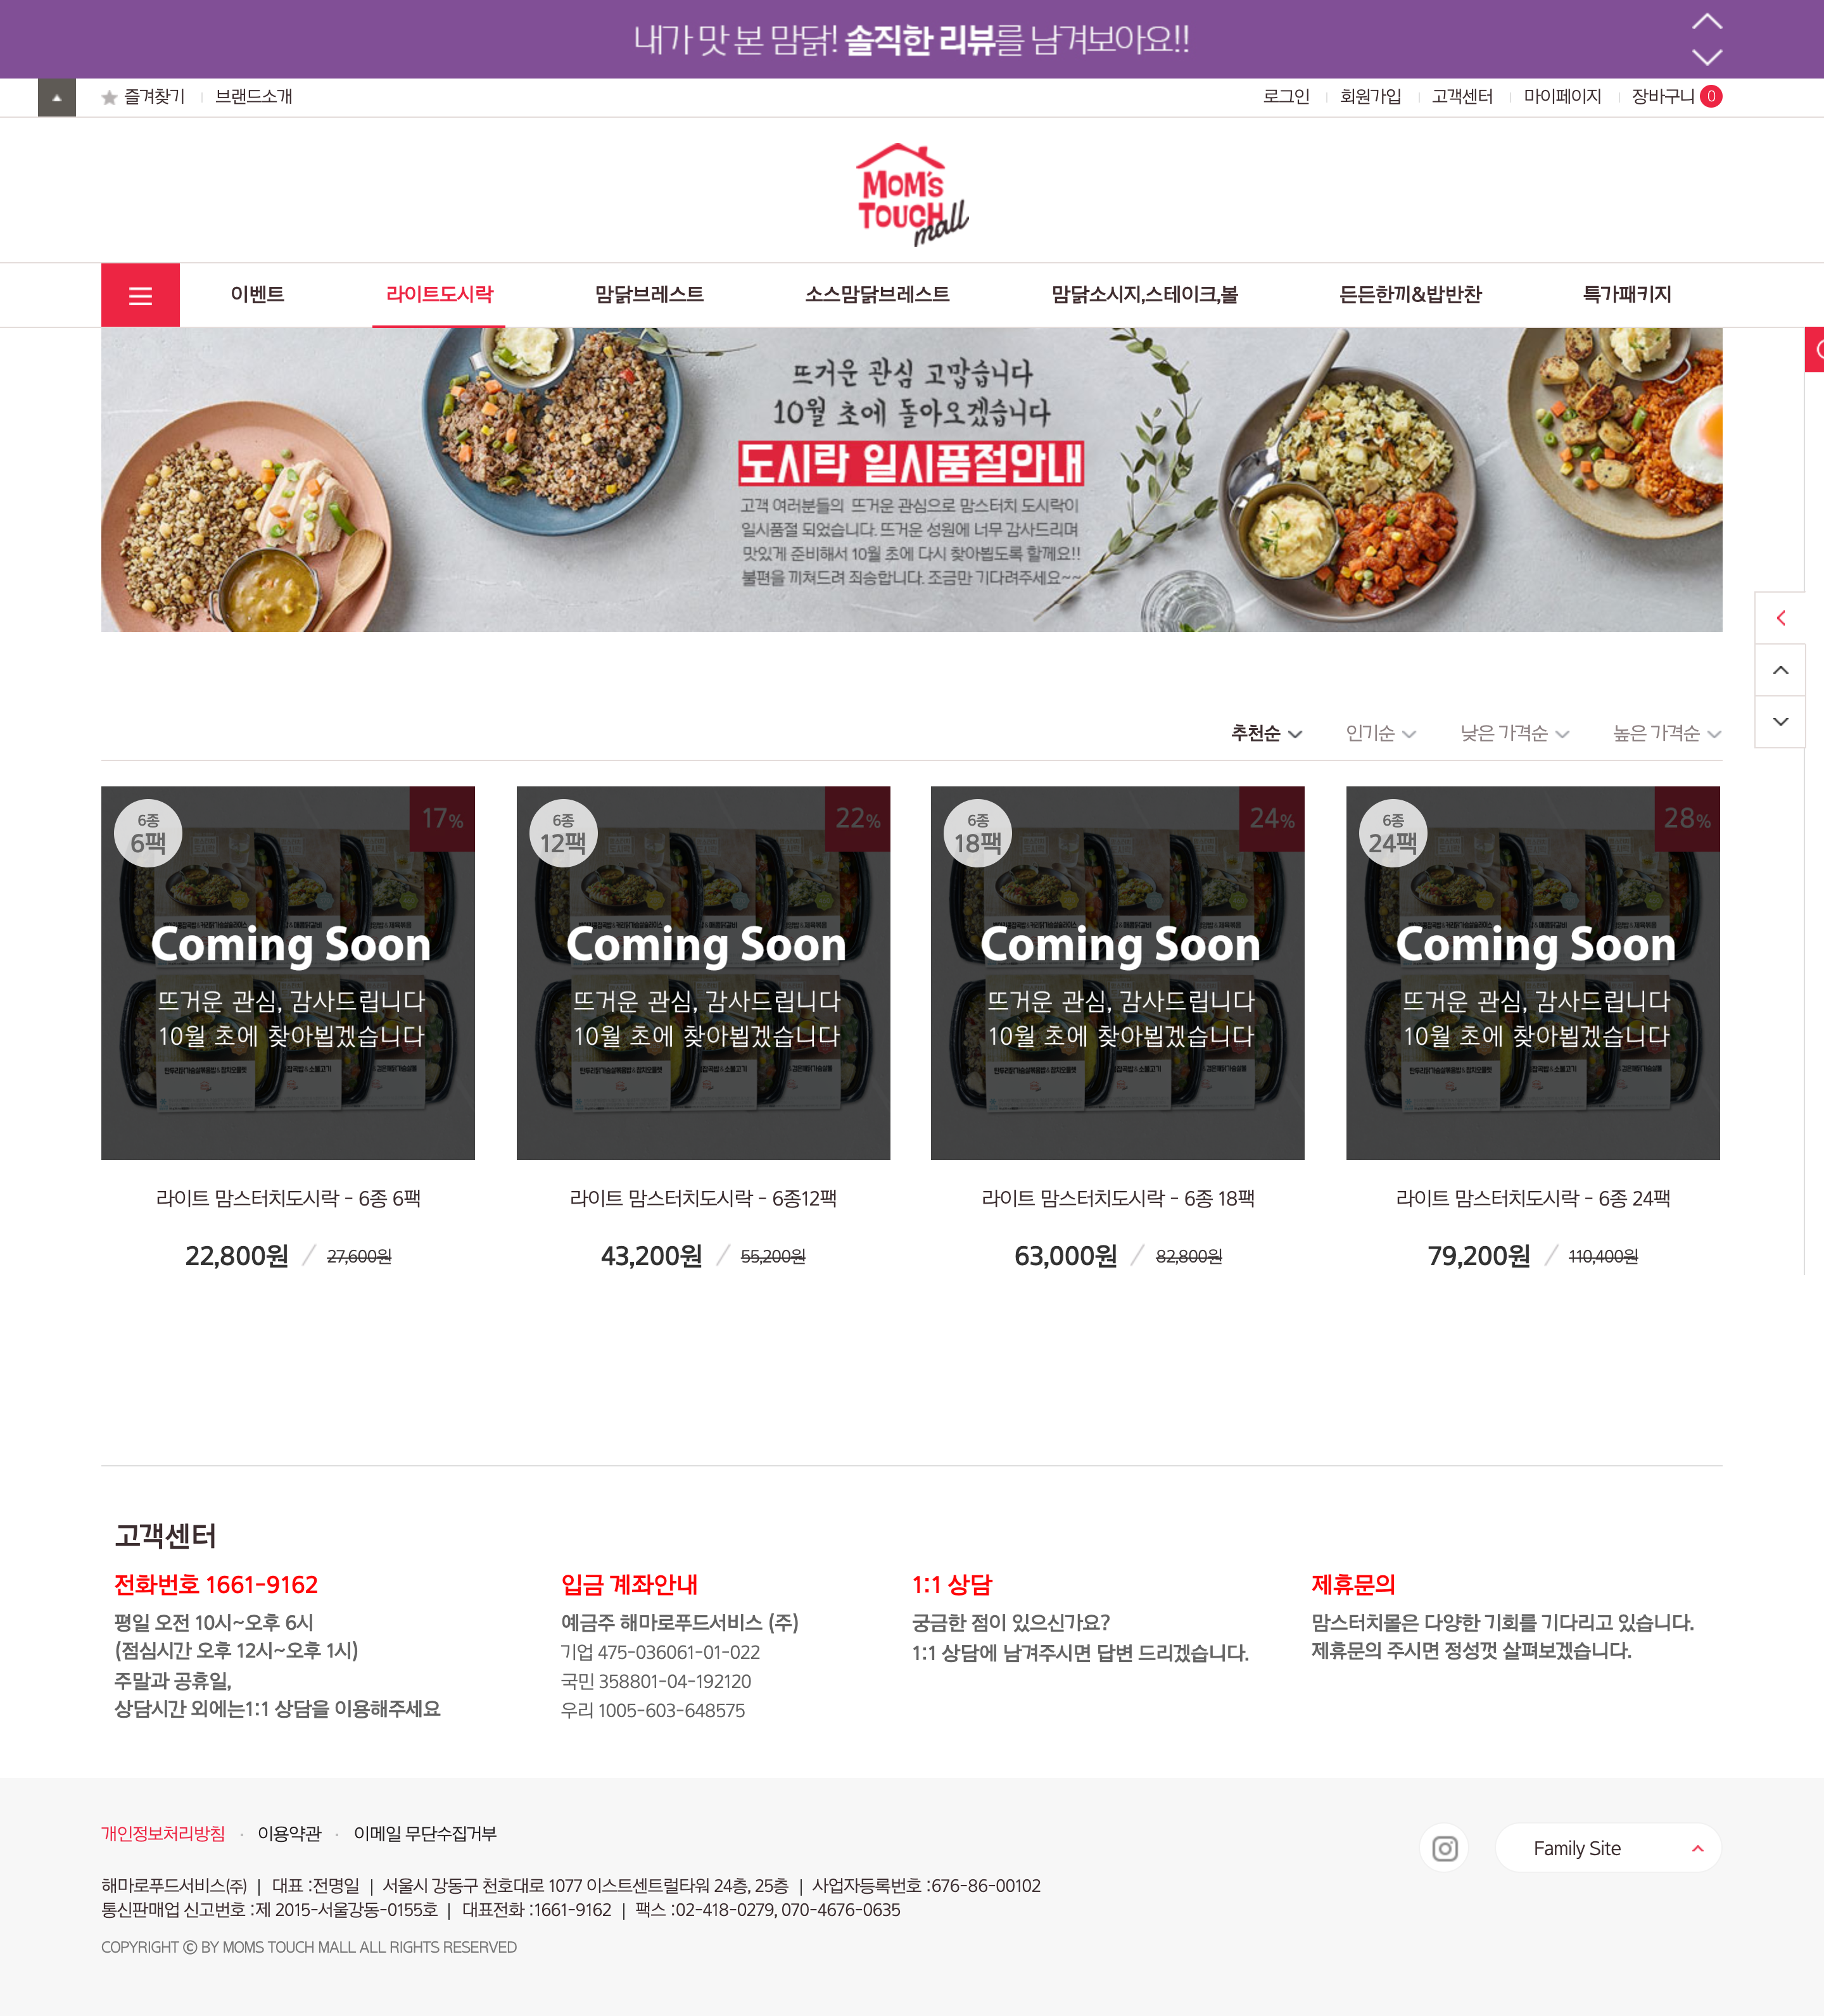 내가 맛 본 맘닭! 솔직한 리뷰를 남겨보아요!!
즐겨찾기
브랜드소개
로그인
회원가입
고객센터
마이페이지
장바구니 0
MOM's
TOUCH
mall
이벤트
라이트도시락
맘닭브레스트
소스맘닭브레스트
맘닭소시지,스테이크,볼
든든한끼&밥반찬
특가패키지
뜨거운 관심 고맙습니다
10월 초에 돌아오겠습니다
도시락 일시품절안내
고객 여러분들의 뜨거운 관심으로 맘스터치 도시락이
일시품절 되었습니다. 뜨거운 성원에 너무 감사드리며
맛있게 준비해서 10월 초에 다시 찾아뵙도록 할께요!!
불편을 끼쳐드려 죄송합니다. 조금만 기다려주세요~~
추천순
인기순
낮은 가격순
높은 가격순
6종
6팩
17%
Coming Soon
뜨거운 관심, 감사드립니다
10월 초에 찾아뵙겠습니다
라이트 맘스터치도시락 - 6종 6팩
22,800원 / 27,600원
6종
12팩
22%
Coming Soon
뜨거운 관심, 감사드립니다
10월 초에 찾아뵙겠습니다
라이트 맘스터치도시락 - 6종12팩
43,200원 / 55,200원
6종
18팩
24%
Coming Soon
뜨거운 관심, 감사드립니다
10월 초에 찾아뵙겠습니다
라이트 맘스터치도시락 - 6종 18팩
63,000원 / 82,800원
6종
24팩
28%
Coming Soon
뜨거운 관심, 감사드립니다
10월 초에 찾아뵙겠습니다
라이트 맘스터치도시락 - 6종 24팩
79,200원 / 110,400원
고객센터
전화번호 1661-9162
평일 오전 10시~오후 6시
(점심시간 오후 12시~오후 1시)
주말과 공휴일,
상담시간 외에는1:1 상담을 이용해주세요
입금 계좌안내
예금주 해마로푸드서비스 (주)
기업 475-036061-01-022
국민 358801-04-192120
우리 1005-603-648575
1:1 상담
궁금한 점이 있으신가요?
1:1 상담에 남겨주시면 답변 드리겠습니다.
제휴문의
맘스터치몰은 다양한 기회를 기다리고 있습니다.
제휴문의 주시면 정성껏 살펴보겠습니다.
개인정보처리방침 · 이용약관 · 이메일 무단수집거부
Family Site
해마로푸드서비스(주) | 대표 :전명일 | 서울시 강동구 천호대로 1077 이스트센트럴타워 24층, 25층 | 사업자등록번호 :676-86-00102
통신판매업 신고번호 :제 2015-서울강동-0155호 | 대표전화 :1661-9162 | 팩스 :02-418-0279, 070-4676-0635
COPYRIGHT ⓒ BY MOMS TOUCH MALL ALL RIGHTS RESERVED